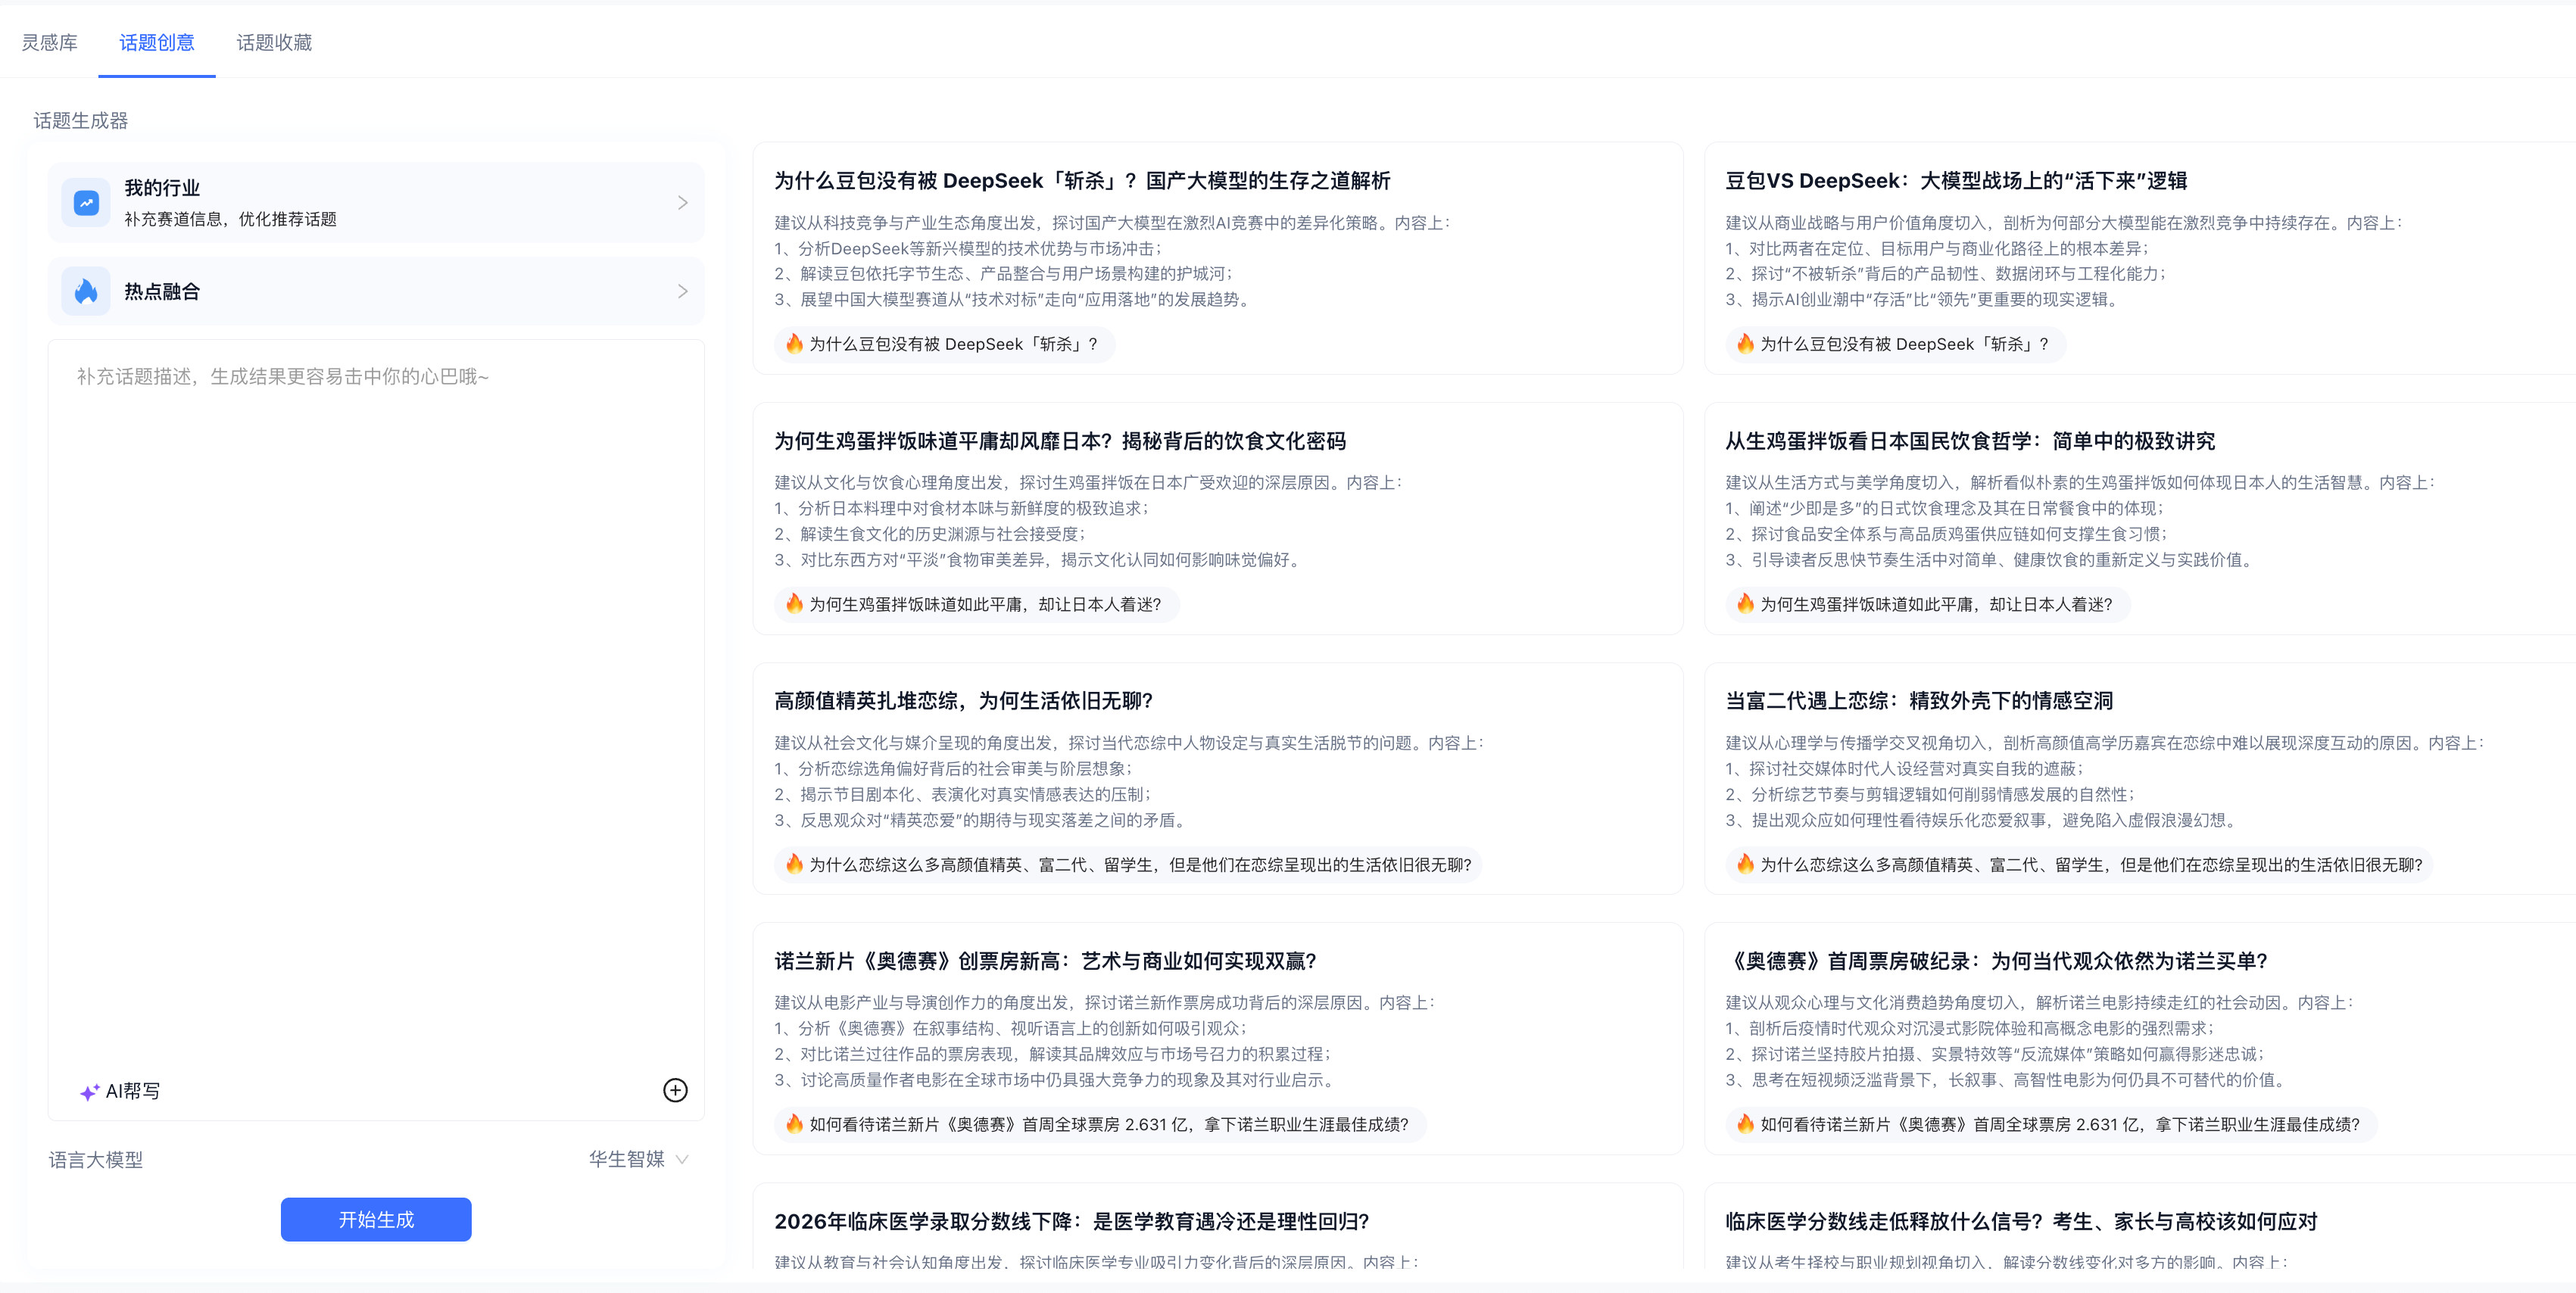 灵感库
话题创意
话题收藏
话题生成器
我的行业
补充赛道信息，优化推荐话题
热点融合
补充话题描述，生成结果更容易击中你的心巴哦~
AI帮写
语言大模型
华生智媒
开始生成
为什么豆包没有被 DeepSeek「斩杀」？国产大模型的生存之道解析
建议从科技竞争与产业生态角度出发，探讨国产大模型在激烈AI竞赛中的差异化策略。内容上：
1、分析DeepSeek等新兴模型的技术优势与市场冲击；
2、解读豆包依托字节生态、产品整合与用户场景构建的护城河；
3、展望中国大模型赛道从“技术对标”走向“应用落地”的发展趋势。
🔥 为什么豆包没有被 DeepSeek「斩杀」？
豆包VS DeepSeek：大模型战场上的“活下来”逻辑
建议从商业战略与用户价值角度切入，剖析为何部分大模型能在激烈竞争中持续存在。内容上：
1、对比两者在定位、目标用户与商业化路径上的根本差异；
2、探讨“不被斩杀”背后的产品韧性、数据闭环与工程化能力；
3、揭示AI创业潮中“存活”比“领先”更重要的现实逻辑。
🔥 为什么豆包没有被 DeepSeek「斩杀」？
为何生鸡蛋拌饭味道平庸却风靡日本？揭秘背后的饮食文化密码
建议从文化与饮食心理角度出发，探讨生鸡蛋拌饭在日本广受欢迎的深层原因。内容上：
1、分析日本料理中对食材本味与新鲜度的极致追求；
2、解读生食文化的历史渊源与社会接受度；
3、对比东西方对“平淡”食物审美差异，揭示文化认同如何影响味觉偏好。
🔥 为何生鸡蛋拌饭味道如此平庸，却让日本人着迷？
从生鸡蛋拌饭看日本国民饮食哲学：简单中的极致讲究
建议从生活方式与美学角度切入，解析看似朴素的生鸡蛋拌饭如何体现日本人的生活智慧。内容上：
1、阐述“少即是多”的日式饮食理念及其在日常餐食中的体现；
2、探讨食品安全体系与高品质鸡蛋供应链如何支撑生食习惯；
3、引导读者反思快节奏生活中对简单、健康饮食的重新定义与实践价值。
🔥 为何生鸡蛋拌饭味道如此平庸，却让日本人着迷？
高颜值精英扎堆恋综，为何生活依旧无聊？
建议从社会文化与媒介呈现的角度出发，探讨当代恋综中人物设定与真实生活脱节的问题。内容上：
1、分析恋综选角偏好背后的社会审美与阶层想象；
2、揭示节目剧本化、表演化对真实情感表达的压制；
3、反思观众对“精英恋爱”的期待与现实落差之间的矛盾。
🔥 为什么恋综这么多高颜值精英、富二代、留学生，但是他们在恋综呈现出的生活依旧很无聊？
当富二代遇上恋综：精致外壳下的情感空洞
建议从心理学与传播学交叉视角切入，剖析高颜值高学历嘉宾在恋综中难以展现深度互动的原因。内容上：
1、探讨社交媒体时代人设经营对真实自我的遮蔽；
2、分析综艺节奏与剪辑逻辑如何削弱情感发展的自然性；
3、提出观众应如何理性看待娱乐化恋爱叙事，避免陷入虚假浪漫幻想。
🔥 为什么恋综这么多高颜值精英、富二代、留学生，但是他们在恋综呈现出的生活依旧很无聊？
诺兰新片《奥德赛》创票房新高：艺术与商业如何实现双赢？
建议从电影产业与导演创作力的角度出发，探讨诺兰新作票房成功背后的深层原因。内容上：
1、分析《奥德赛》在叙事结构、视听语言上的创新如何吸引观众；
2、对比诺兰过往作品的票房表现，解读其品牌效应与市场号召力的积累过程；
3、讨论高质量作者电影在全球市场中仍具强大竞争力的现象及其对行业启示。
🔥 如何看待诺兰新片《奥德赛》首周全球票房 2.631 亿，拿下诺兰职业生涯最佳成绩？
《奥德赛》首周票房破纪录：为何当代观众依然为诺兰买单？
建议从观众心理与文化消费趋势角度切入，解析诺兰电影持续走红的社会动因。内容上：
1、剖析后疫情时代观众对沉浸式影院体验和高概念电影的强烈需求；
2、探讨诺兰坚持胶片拍摄、实景特效等“反流媒体”策略如何赢得影迷忠诚；
3、思考在短视频泛滥背景下，长叙事、高智性电影为何仍具不可替代的价值。
🔥 如何看待诺兰新片《奥德赛》首周全球票房 2.631 亿，拿下诺兰职业生涯最佳成绩？
2026年临床医学录取分数线下降：是医学教育遇冷还是理性回归？
建议从教育与社会认知角度出发，探讨临床医学专业吸引力变化背后的深层原因。内容上：
临床医学分数线走低释放什么信号？考生、家长与高校该如何应对
建议从考生择校与职业规划视角切入，解读分数线变化对多方的影响。内容上：